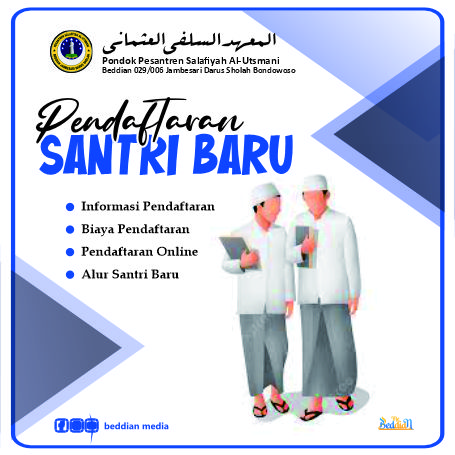 المعهد السلفي العثماني
Pondok Pesantren Salafiyah Al-Utsmani
Beddian 029/006 Jambesari Darus Sholah Bondowoso
Pendaftaran
SANTRI BARU
Informasi Pendaftaran
Biaya Pendaftaran
Pendaftaran Online
Alur Santri Baru
beddian media
BedDiaN